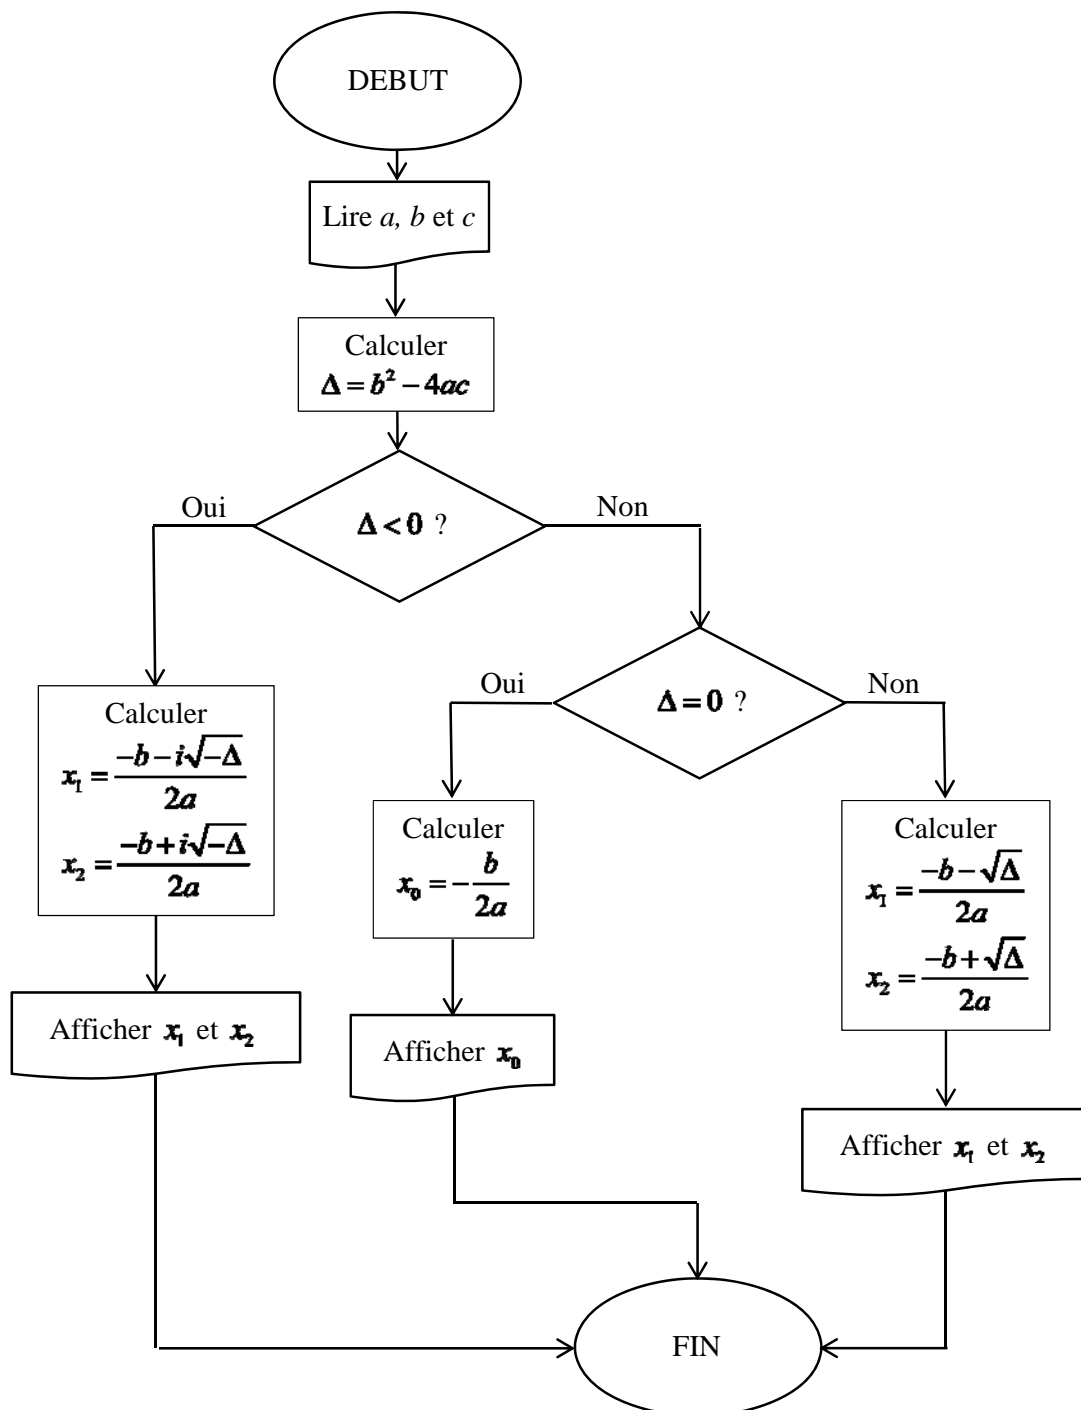 DEBUT
Lire a, b et c
Calculer
Δ = b² − 4ac
Oui
Δ < 0 ?
Non
Calculer
x₁ = (−b − i√−Δ) / 2a
x₂ = (−b + i√−Δ) / 2a
Afficher x₁ et x₂
Oui
Δ = 0 ?
Non
Calculer
x₀ = − b / 2a
Afficher x₀
Calculer
x₁ = (−b − √Δ) / 2a
x₂ = (−b + √Δ) / 2a
Afficher x₁ et x₂
FIN